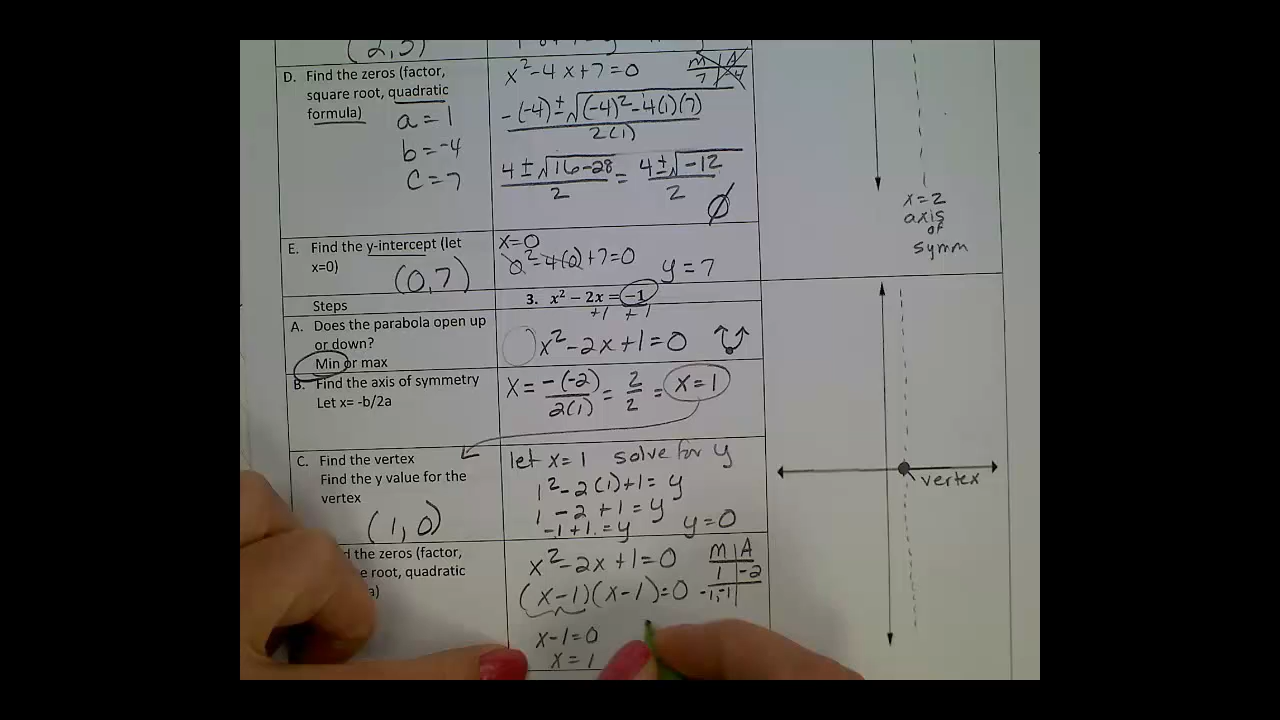 (2,3)
D. Find the zeros (factor,
square root, quadratic
formula)
a = 1
b = -4
c = 7
x² - 4x + 7 = 0
M | A
7 | -4
-(-4) ± √(-4)² - 4(1)(7)
2(1)
4 ± √16-28 = 4 ± √-12
2 2
∅
x = 2
axis
of
symm
E. Find the y-intercept (let
x=0)
(0,7)
x=0
0² - 4(0) + 7 = 0
y = 7
Steps
3. x² − 2x = −1
+1 +1
A. Does the parabola open up
or down?
Min or max
x² - 2x + 1 = 0
B. Find the axis of symmetry
Let x= -b/2a
x = -(-2) = 2 = x = 1
2(1) 2
C. Find the vertex
Find the y value for the
vertex
(1, 0)
let x = 1 solve for y
1² - 2(1) + 1 = y
1 - 2 + 1 = y
-1 + 1 = y y = 0
vertex
d the zeros (factor,
e root, quadratic
a)
x² - 2x + 1 = 0
M | A
1 | -2
-1, -1
(x - 1)(x - 1) = 0
x - 1 = 0
x = 1